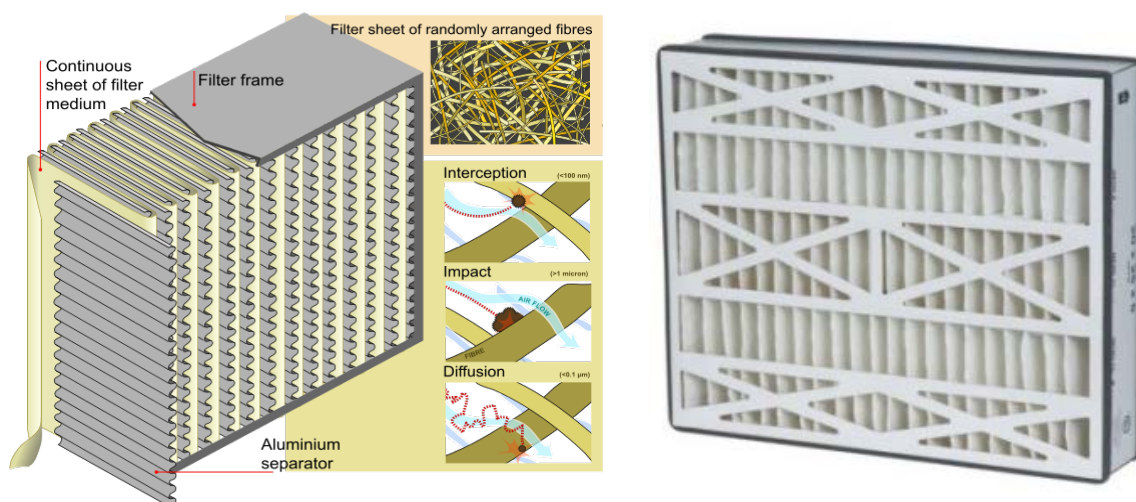 Filter sheet of randomly arranged fibres
Continuous
sheet of filter
medium
Filter frame
Interception
(<100 nm)
Impact
(>1 micron)
AIR FLOW
FIBRE
Diffusion
(<0.1 µm)
Aluminium
separator